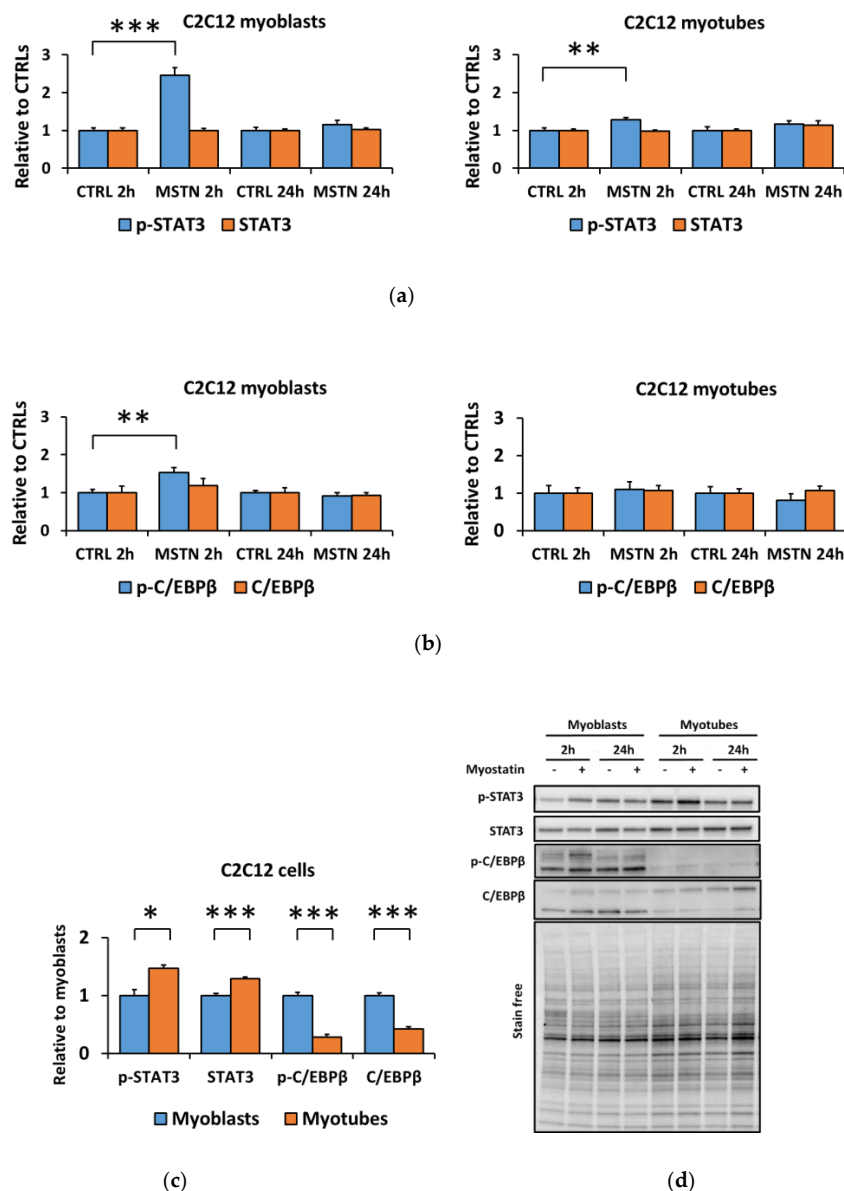 C2C12 myoblasts
***
Relative to CTRLs
3
2
1
0
CTRL 2h MSTN 2h CTRL 24h MSTN 24h
p-STAT3 STAT3
C2C12 myotubes
**
Relative to CTRLs
3
2
1
0
CTRL 2h MSTN 2h CTRL 24h MSTN 24h
p-STAT3 STAT3
(a)
C2C12 myoblasts
**
Relative to CTRLs
3
2
1
0
CTRL 2h MSTN 2h CTRL 24h MSTN 24h
p-C/EBPβ C/EBPβ
C2C12 myotubes
Relative to CTRLs
3
2
1
0
CTRL 2h MSTN 2h CTRL 24h MSTN 24h
p-C/EBPβ C/EBPβ
(b)
C2C12 cells
* *** *** ***
Relative to myoblasts
2
1
0
p-STAT3 STAT3 p-C/EBPβ C/EBPβ
Myoblasts Myotubes
(c)
Myoblasts Myotubes
2h 24h 2h 24h
Myostatin - + - + - + - +
p-STAT3
STAT3
p-C/EBPβ
C/EBPβ
Stain free
(d)